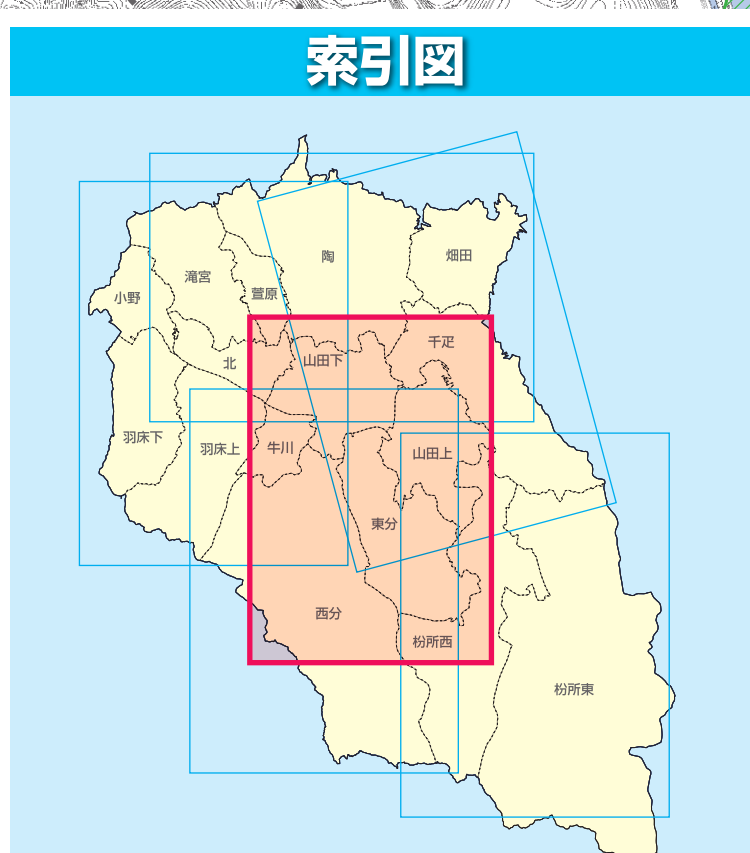 索引図
陶
畑田
滝宮
萱原
小野
千疋
山田下
北
羽床下
羽床上
牛川
山田上
東分
西分
枌所西
枌所東